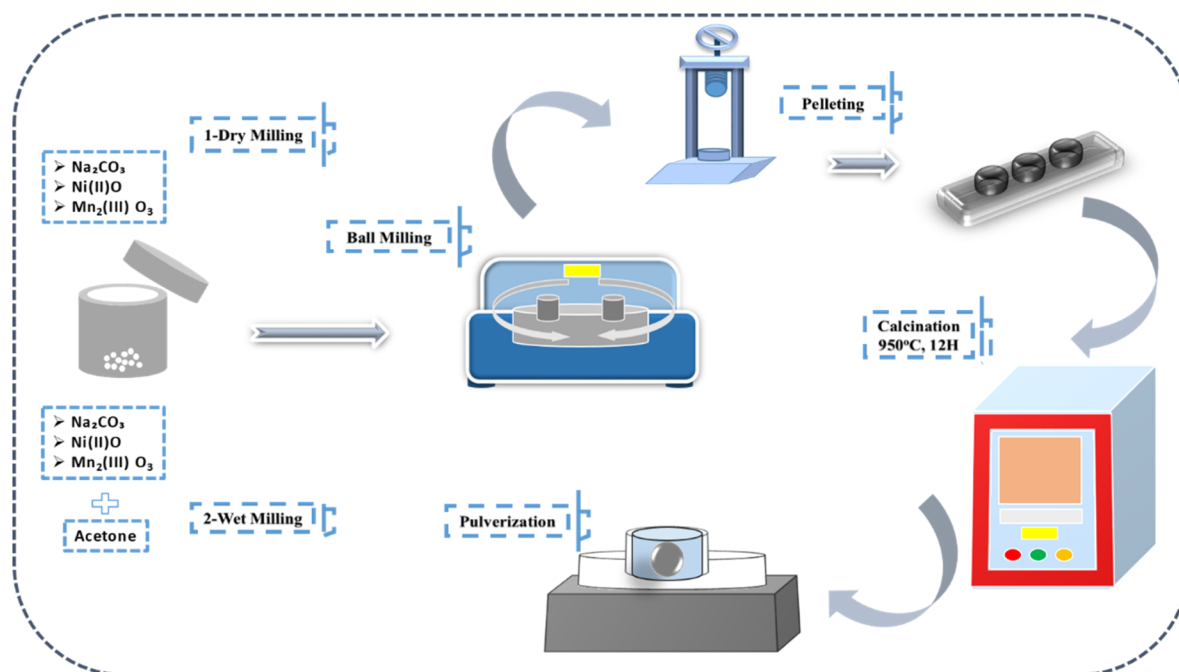 1-Dry Milling
➢ Na₂CO₃
➢ Ni(II)O
➢ Mn₂(III) O₃
Ball Milling
Pelleting
Calcination
950°C, 12H
➢ Na₂CO₃
➢ Ni(II)O
➢ Mn₂(III) O₃
Acetone
2-Wet Milling
Pulverization